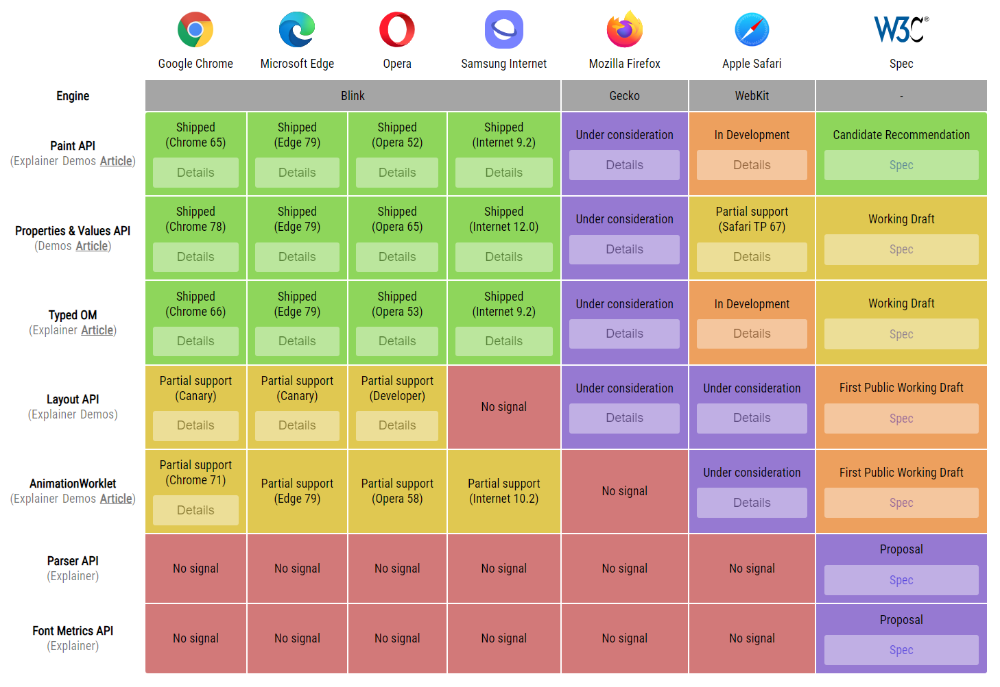 W3C®
Google Chrome Microsoft Edge Opera Samsung Internet Mozilla Firefox Apple Safari Spec
Engine Blink Gecko WebKit -
Paint API
(Explainer Demos Article)
Shipped
(Chrome 65)
Details
Shipped
(Edge 79)
Details
Shipped
(Opera 52)
Details
Shipped
(Internet 9.2)
Details
Under consideration
Details
In Development
Details
Candidate Recommendation
Spec
Properties & Values API
(Demos Article)
Shipped
(Chrome 78)
Details
Shipped
(Edge 79)
Details
Shipped
(Opera 65)
Details
Shipped
(Internet 12.0)
Details
Under consideration
Details
Partial support
(Safari TP 67)
Details
Working Draft
Spec
Typed OM
(Explainer Article)
Shipped
(Chrome 66)
Details
Shipped
(Edge 79)
Details
Shipped
(Opera 53)
Details
Shipped
(Internet 9.2)
Details
Under consideration
Details
In Development
Details
Working Draft
Spec
Layout API
(Explainer Demos)
Partial support
(Canary)
Details
Partial support
(Canary)
Details
Partial support
(Developer)
Details
No signal
Under consideration
Details
Under consideration
Details
First Public Working Draft
Spec
AnimationWorklet
(Explainer Demos Article)
Partial support
(Chrome 71)
Details
Partial support
(Edge 79)
Partial support
(Opera 58)
Partial support
(Internet 10.2)
No signal
Under consideration
Details
First Public Working Draft
Spec
Parser API
(Explainer)
No signal
No signal
No signal
No signal
No signal
No signal
Proposal
Spec
Font Metrics API
(Explainer)
No signal
No signal
No signal
No signal
No signal
No signal
Proposal
Spec